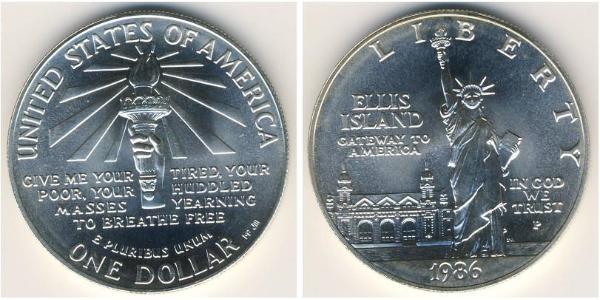 UNITED STATES OF AMERICA
GIVE ME YOUR TIRED, YOUR
POOR, YOUR HUDDLED
MASSES YEARNING
TO BREATHE FREE
E PLURIBUS UNUM
ONE DOLLAR
LIBERTY
ELLIS
ISLAND
GATEWAY TO
AMERICA
IN GOD
WE
TRUST
P
1986